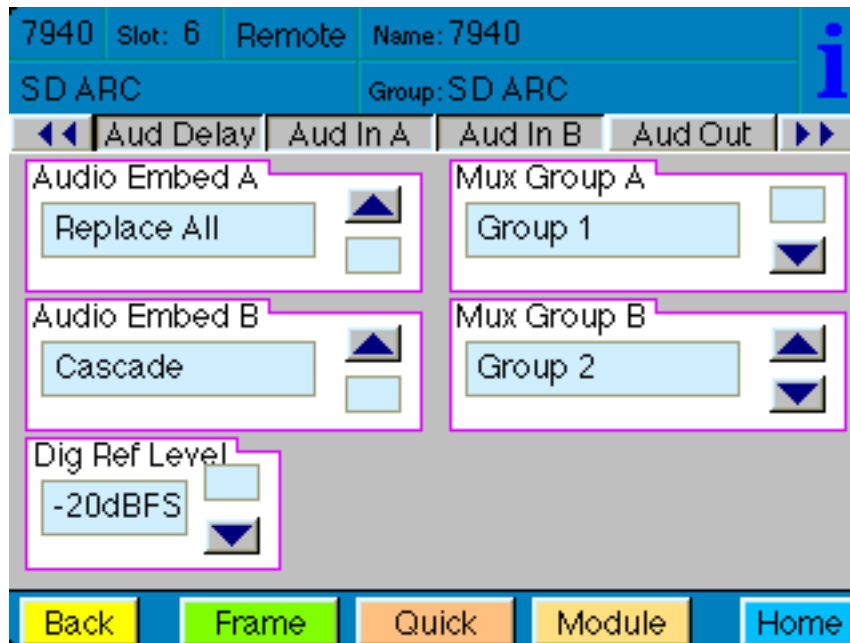 7940 Slot: 6 Remote Name: 7940 i
SD ARC Group: SD ARC
Aud Delay Aud In A Aud In B Aud Out
Audio Embed A
Replace All
Mux Group A
Group 1
Audio Embed B
Cascade
Mux Group B
Group 2
Dig Ref Level
-20dBFS
Back Frame Quick Module Home